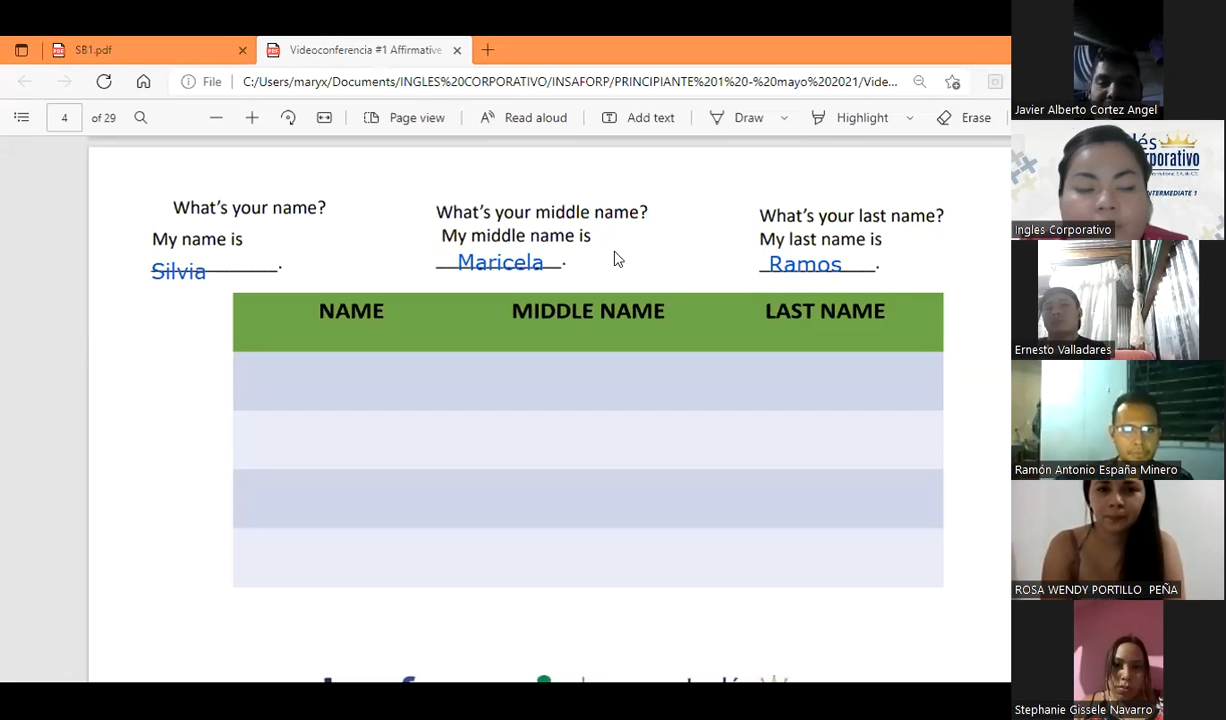 SB1.pdf
Videoconferencia #1 Affirmative
File
C:/Users/maryx/Documents/INGLES%20CORPORATIVO/INSAFORP/PRINCIPIANTE%201%20-%20mayo%202021/Vide...
4 of 29
Page view
Read aloud
Add text
Draw
Highlight
Erase
What's your name?
My name is
Silvia.
What's your middle name?
My middle name is
Maricela.
What's your last name?
My last name is
Ramos.
NAME MIDDLE NAME LAST NAME
Javier Alberto Cortez Angel
INTERMEDIATE 1
Ingles Corporativo
Ernesto Valladares
Ramón Antonio España Minero
ROSA WENDY PORTILLO PEÑA
Stephanie Gissele Navarro